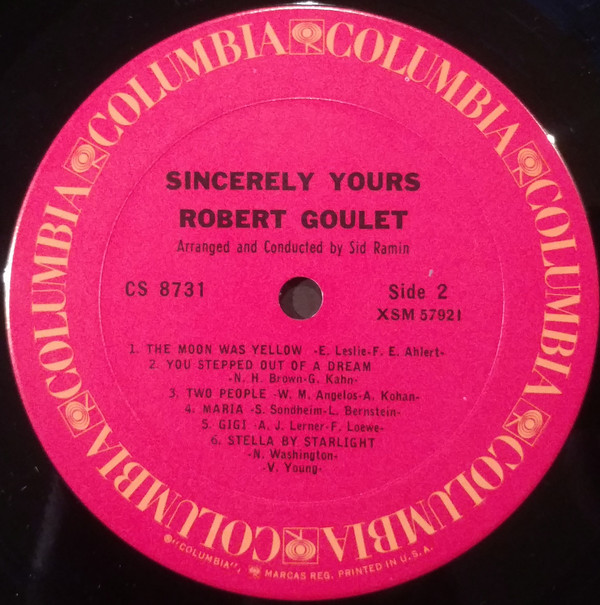 COLUMBIA COLUMBIA COLUMBIA COLUMBIA COLUMBIA COLUMBIA
SINCERELY YOURS
ROBERT GOULET
Arranged and Conducted by Sid Ramin
CS 8731
Side 2
XSM 57921
1. THE MOON WAS YELLOW -E. Leslie-F. E. Ahlert-
2. YOU STEPPED OUT OF A DREAM
-N. H. Brown-G. Kahn-
3. TWO PEOPLE -W. M. Angelos-A. Kohan-
4. MARIA -S. Sondheim-L. Bernstein-
5. GIGI -A. J. Lerner-F. Loewe-
6. STELLA BY STARLIGHT
-N. Washington-
-V. Young-
℗"COLUMBIA", MARCAS REG. PRINTED IN U.S.A.